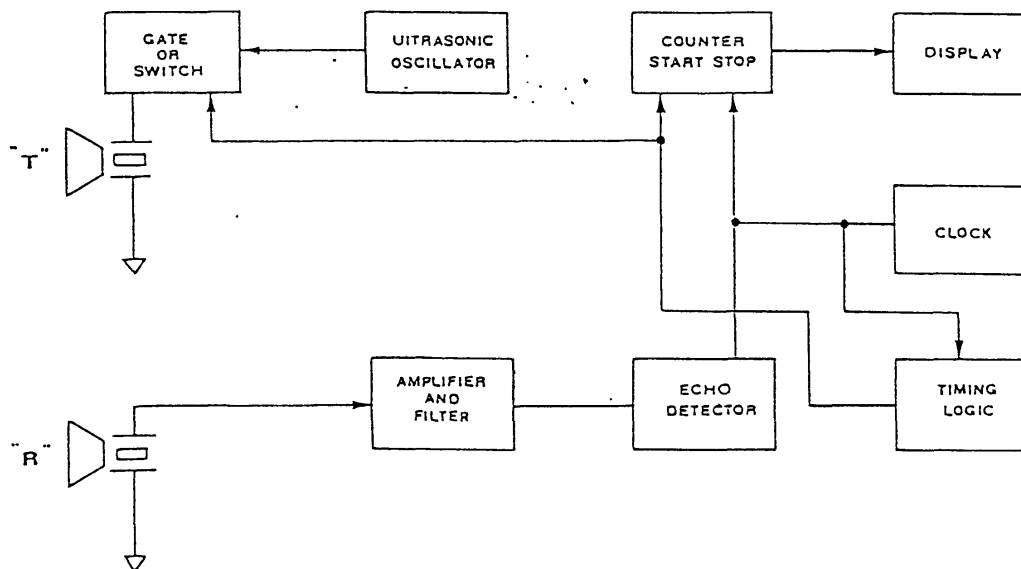 GATE
OR
SWITCH
UITRASONIC
OSCILLATOR
COUNTER
START STOP
DISPLAY
"T"
CLOCK
AMPLIFIER
AND
FILTER
ECHO
DETECTOR
TIMING
LOGIC
"R"